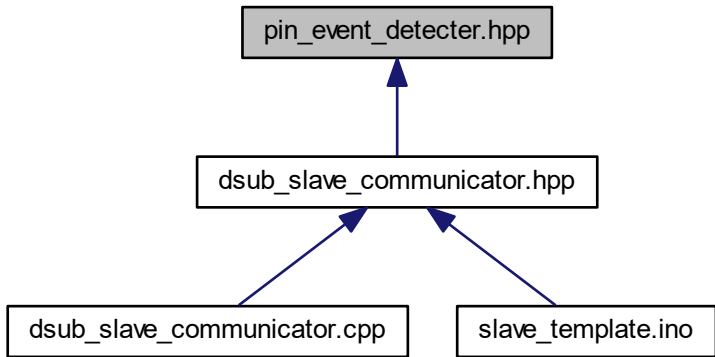 pin_event_detecter.hpp
dsub_slave_communicator.hpp
dsub_slave_communicator.cpp
slave_template.ino